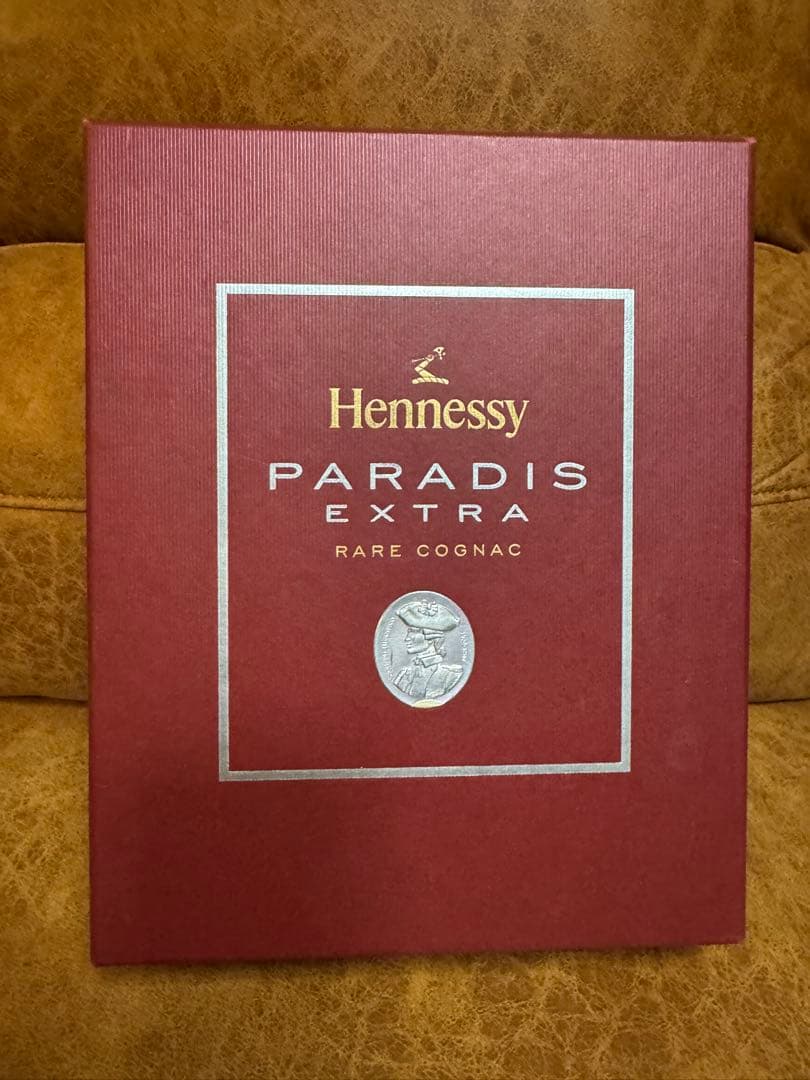 Hennessy
PARADIS
EXTRA
RARE COGNAC